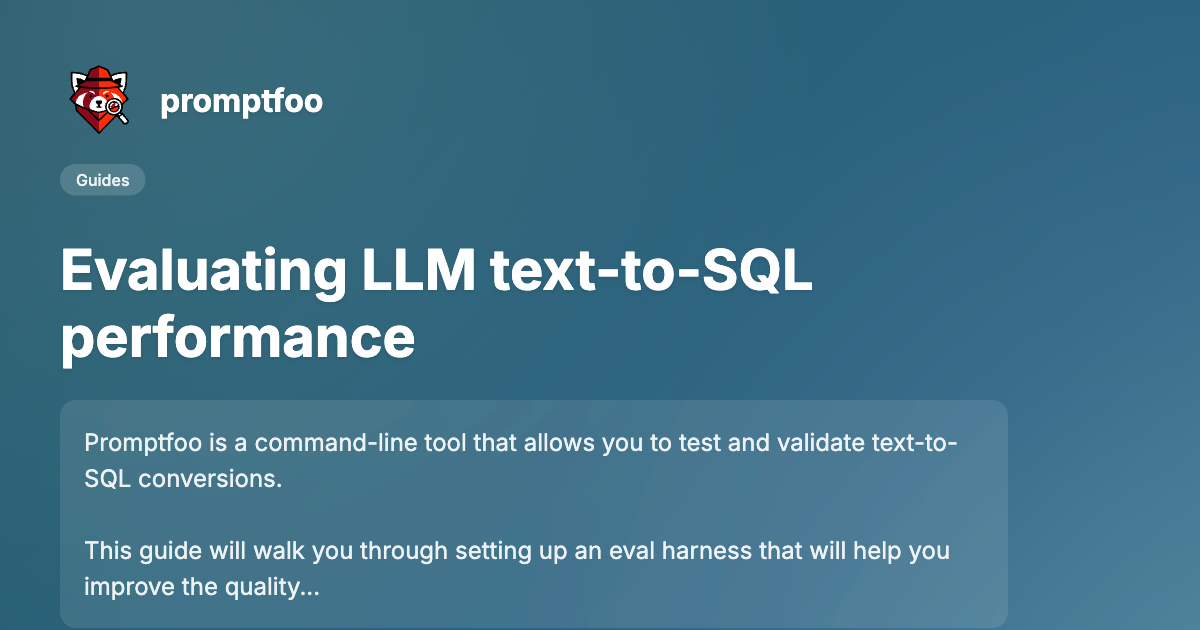 promptfoo
Guides
Evaluating LLM text-to-SQL
performance
Promptfoo is a command-line tool that allows you to test and validate text-to-
SQL conversions.
This guide will walk you through setting up an eval harness that will help you
improve the quality...